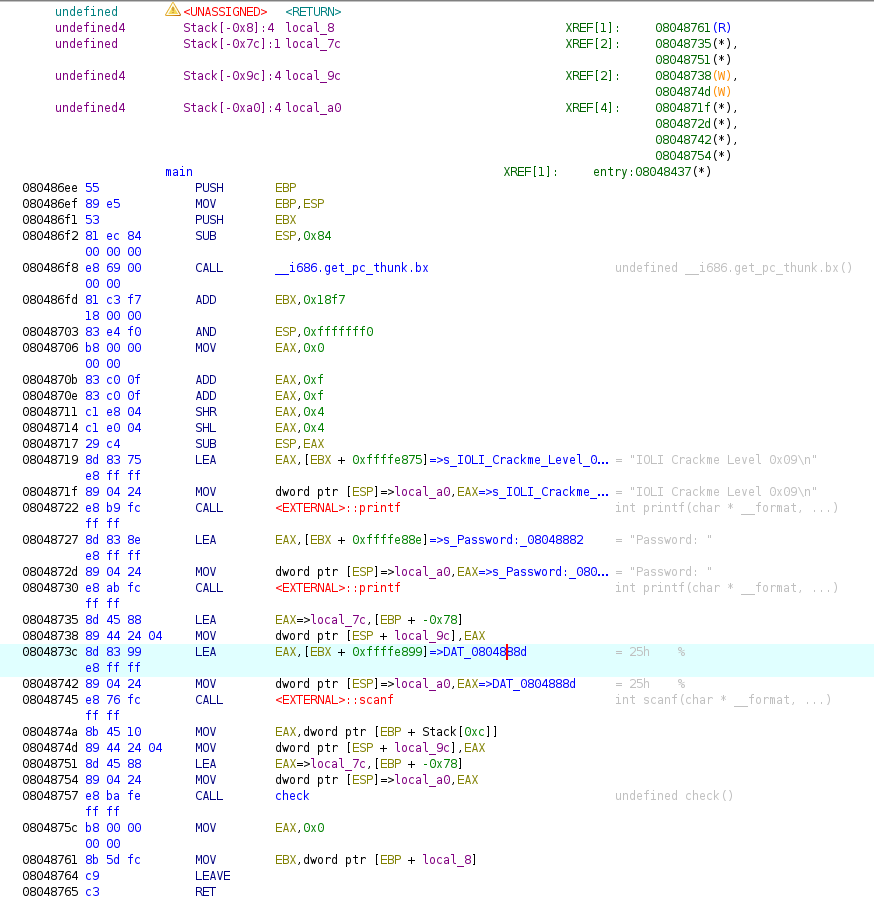 undefined <UNASSIGNED> <RETURN>
undefined4 Stack[-0x8]:4 local_8 XREF[1]: 08048761(R)
undefined Stack[-0x7c]:1 local_7c XREF[2]: 08048735(*),
08048751(*)
undefined4 Stack[-0x9c]:4 local_9c XREF[2]: 08048738(W),
0804874d(W)
undefined4 Stack[-0xa0]:4 local_a0 XREF[4]: 0804871f(*),
0804872d(*),
08048742(*),
08048754(*)
main XREF[1]: entry:08048437(*)
080486ee 55 PUSH EBP
080486ef 89 e5 MOV EBP,ESP
080486f1 53 PUSH EBX
080486f2 81 ec 84 SUB ESP,0x84
00 00 00
080486f8 e8 69 00 CALL __i686.get_pc_thunk.bx undefined __i686.get_pc_thunk.bx()
00 00
080486fd 81 c3 f7 ADD EBX,0x18f7
18 00 00
08048703 83 e4 f0 AND ESP,0xfffffff0
08048706 b8 00 00 MOV EAX,0x0
00 00
0804870b 83 c0 0f ADD EAX,0xf
0804870e 83 c0 0f ADD EAX,0xf
08048711 c1 e8 04 SHR EAX,0x4
08048714 c1 e0 04 SHL EAX,0x4
08048717 29 c4 SUB ESP,EAX
08048719 8d 83 75 LEA EAX,[EBX + 0xffffe875]=>s_IOLI_Crackme_Level_0... = "IOLI Crackme Level 0x09\n"
e8 ff ff
0804871f 89 04 24 MOV dword ptr [ESP]=>local_a0,EAX=>s_IOLI_Crackme_... = "IOLI Crackme Level 0x09\n"
08048722 e8 b9 fc CALL <EXTERNAL>::printf int printf(char * __format, ...)
ff ff
08048727 8d 83 8e LEA EAX,[EBX + 0xffffe88e]=>s_Password:_08048882 = "Password: "
e8 ff ff
0804872d 89 04 24 MOV dword ptr [ESP]=>local_a0,EAX=>s_Password:_080... = "Password: "
08048730 e8 ab fc CALL <EXTERNAL>::printf int printf(char * __format, ...)
ff ff
08048735 8d 45 88 LEA EAX=>local_7c,[EBP + -0x78]
08048738 89 44 24 04 MOV dword ptr [ESP + local_9c],EAX
0804873c 8d 83 99 LEA EAX,[EBX + 0xffffe899]=>DAT_0804888d = 25h %
e8 ff ff
08048742 89 04 24 MOV dword ptr [ESP]=>local_a0,EAX=>DAT_0804888d = 25h %
08048745 e8 76 fc CALL <EXTERNAL>::scanf int scanf(char * __format, ...)
ff ff
0804874a 8b 45 10 MOV EAX,dword ptr [EBP + Stack[0xc]]
0804874d 89 44 24 04 MOV dword ptr [ESP + local_9c],EAX
08048751 8d 45 88 LEA EAX=>local_7c,[EBP + -0x78]
08048754 89 04 24 MOV dword ptr [ESP]=>local_a0,EAX
08048757 e8 ba fe CALL check undefined check()
ff ff
0804875c b8 00 00 MOV EAX,0x0
00 00
08048761 8b 5d fc MOV EBX,dword ptr [EBP + local_8]
08048764 c9 LEAVE
08048765 c3 RET